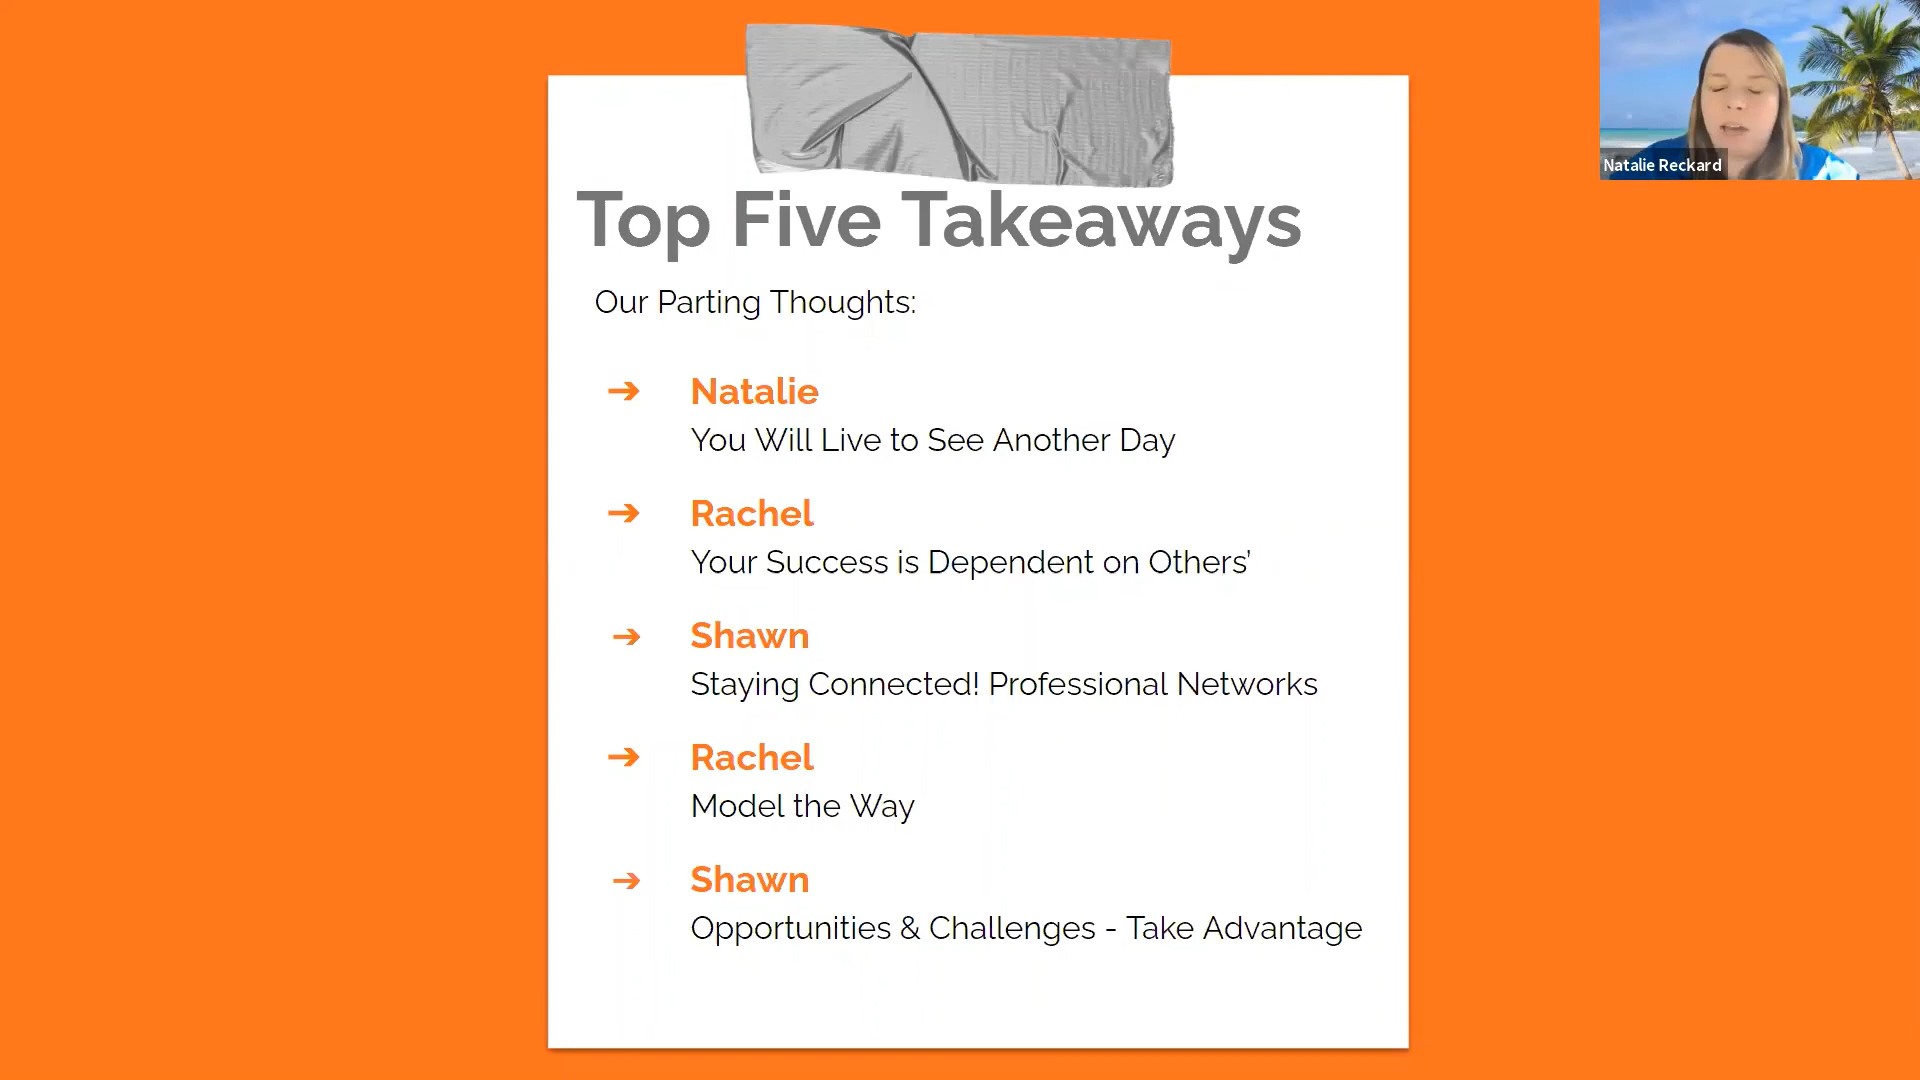 Top Five Takeaways
Our Parting Thoughts:
➔ Natalie
You Will Live to See Another Day
➔ Rachel
Your Success is Dependent on Others’
➔ Shawn
Staying Connected! Professional Networks
➔ Rachel
Model the Way
➔ Shawn
Opportunities & Challenges - Take Advantage
Natalie Reckard